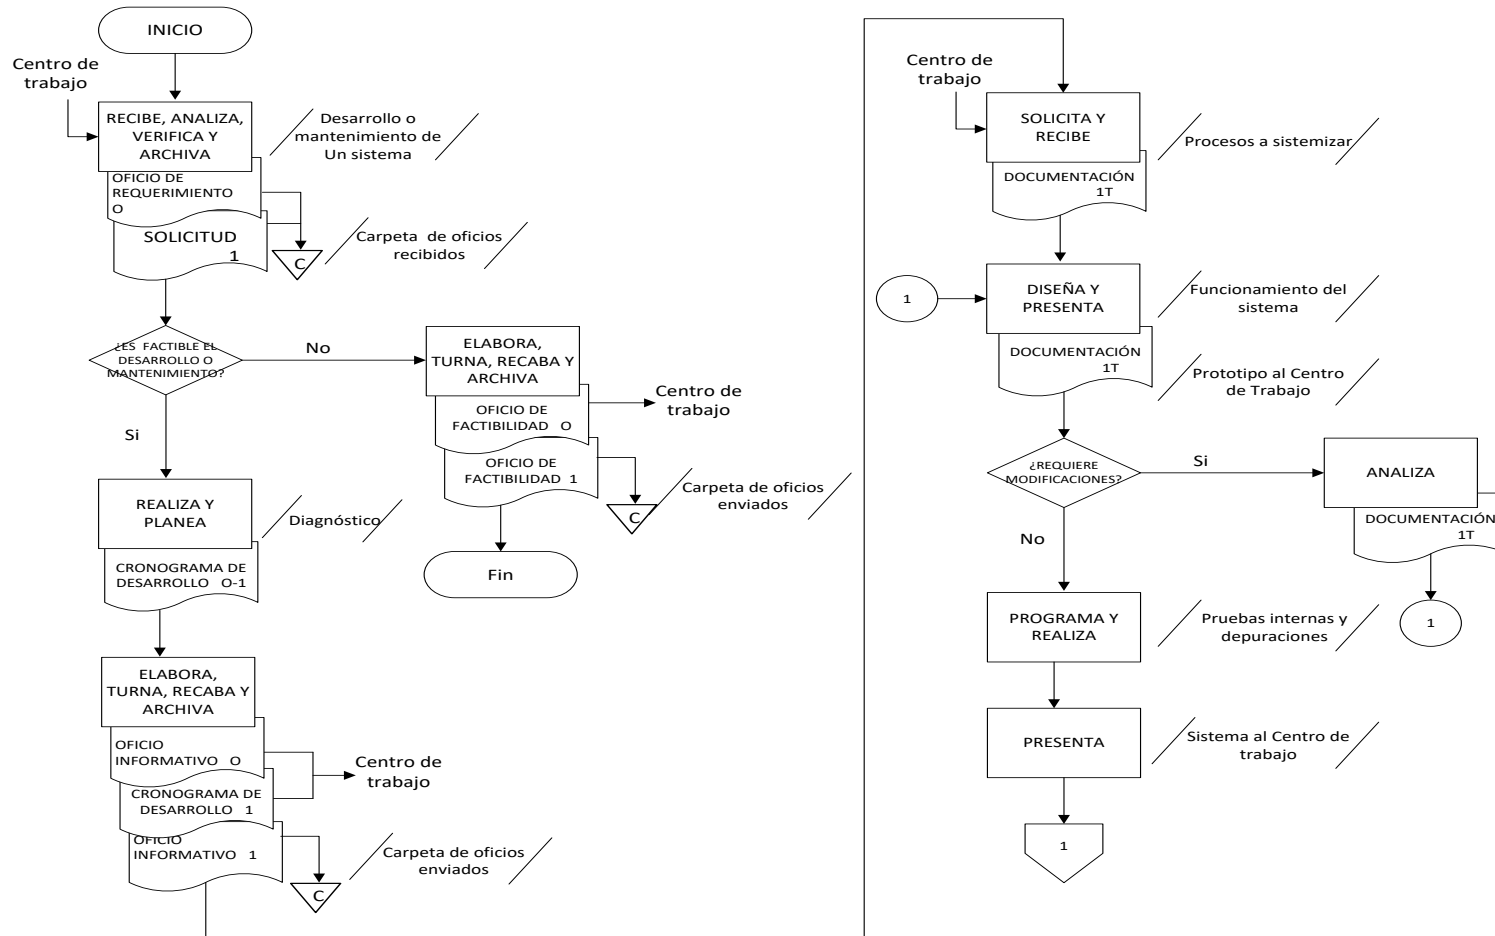 INICIO
Centro de
trabajo
RECIBE, ANALIZA,
VERIFICA Y
ARCHIVA
Desarrollo o
mantenimiento de
Un sistema
OFICIO DE
REQUERIMIENTO
O
SOLICITUD
1
C
Carpeta de oficios
recibidos
¿ES FACTIBLE EL
DESARROLLO O
MANTENIMIENTO?
No
Si
ELABORA,
TURNA, RECABA Y
ARCHIVA
OFICIO DE
FACTIBILIDAD O
Centro de
trabajo
OFICIO DE
FACTIBILIDAD 1
C
Carpeta de oficios
enviados
Fin
REALIZA Y
PLANEA
Diagnóstico
CRONOGRAMA DE
DESARROLLO O-1
ELABORA,
TURNA, RECABA Y
ARCHIVA
OFICIO
INFORMATIVO O
CRONOGRAMA DE
DESARROLLO 1
Centro de
trabajo
OFICIO
INFORMATIVO 1
C
Carpeta de oficios
enviados
Centro de
trabajo
SOLICITA Y
RECIBE
Procesos a sistemizar
DOCUMENTACIÓN
1T
1
DISEÑA Y
PRESENTA
Funcionamiento del
sistema
DOCUMENTACIÓN
1T
Prototipo al Centro
de Trabajo
¿REQUIERE
MODIFICACIONES?
Si
No
ANALIZA
DOCUMENTACIÓN
1T
1
PROGRAMA Y
REALIZA
Pruebas internas y
depuraciones
PRESENTA
Sistema al Centro de
trabajo
1